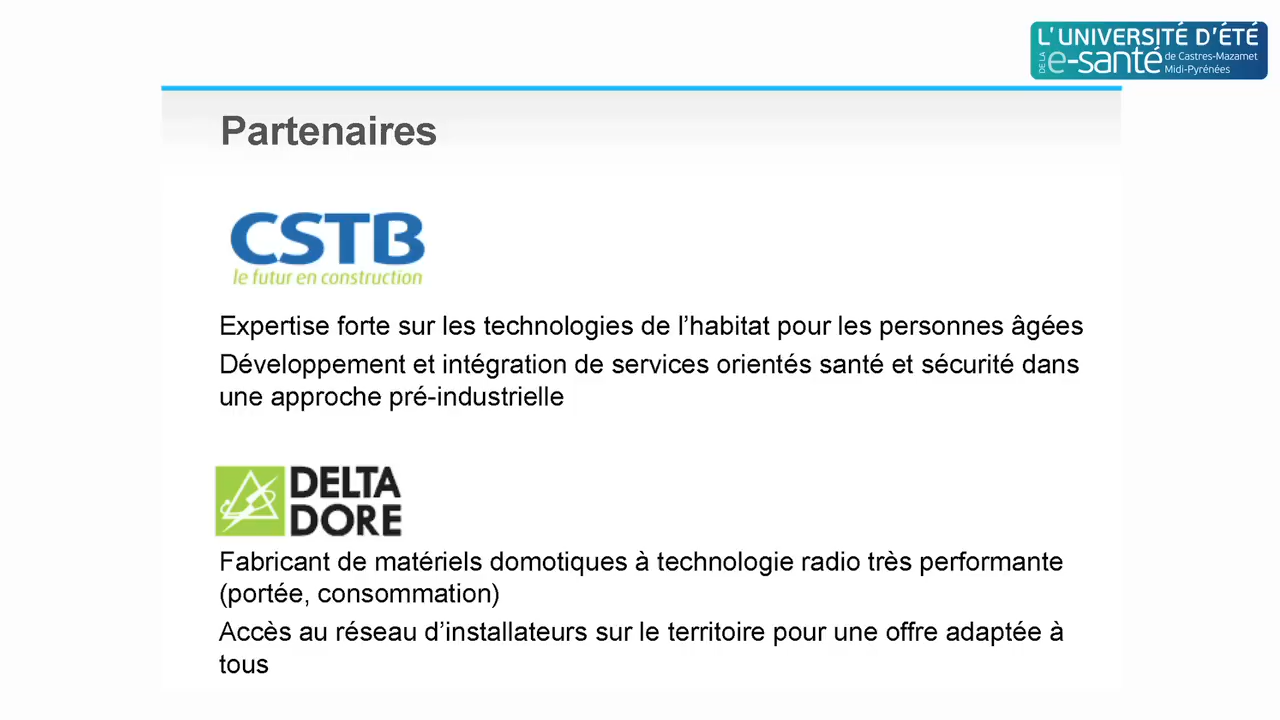 L'UNIVERSITÉ D'ÉTÉ
DE LA e-santé de Castres-Mazamet
Midi-Pyrénées
Partenaires
CSTB
le futur en construction
Expertise forte sur les technologies de l’habitat pour les personnes âgées
Développement et intégration de services orientés santé et sécurité dans
une approche pré-industrielle
DELTA
DORE
Fabricant de matériels domotiques à technologie radio très performante
(portée, consommation)
Accès au réseau d’installateurs sur le territoire pour une offre adaptée à
tous